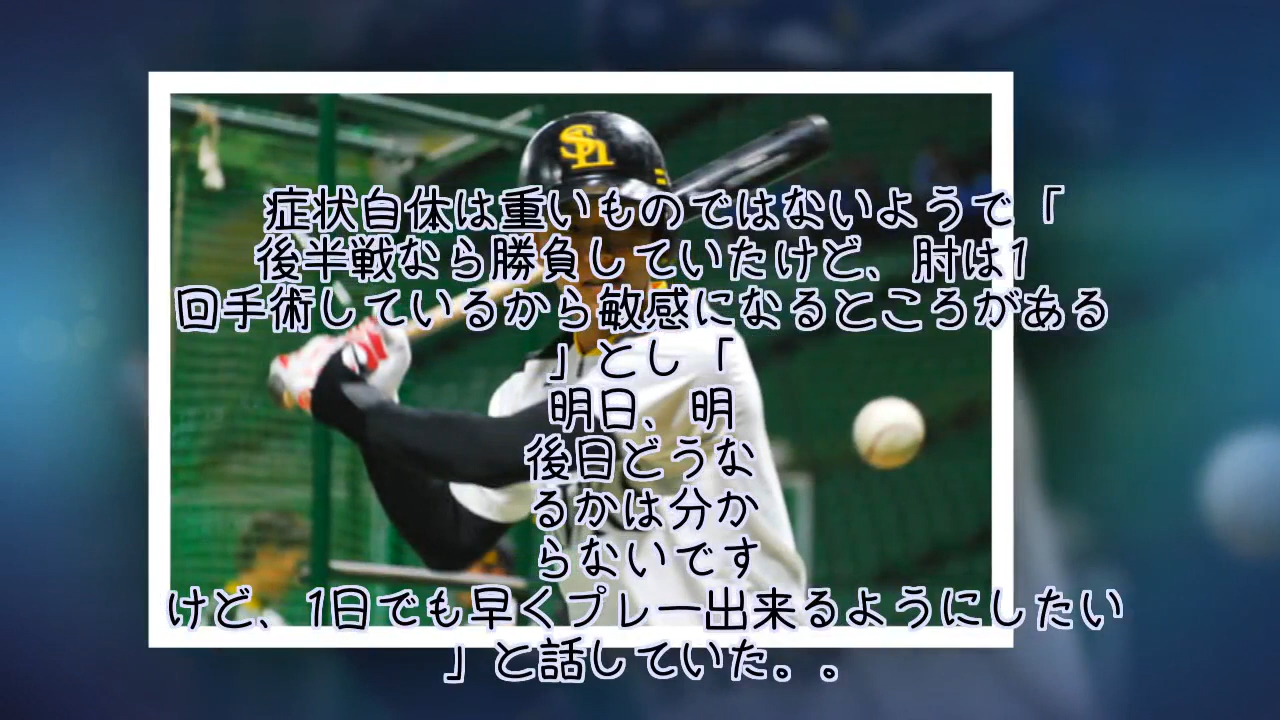 SH
症状自体は重いものではないようで「
後半戦なら勝負していたけど、肘は1
回手術しているから敏感になるところがある
」とし「
明日、明
後日どうな
るかは分か
らないです
けど、1日でも早くプレー出来るようにしたい
」と話していた。。